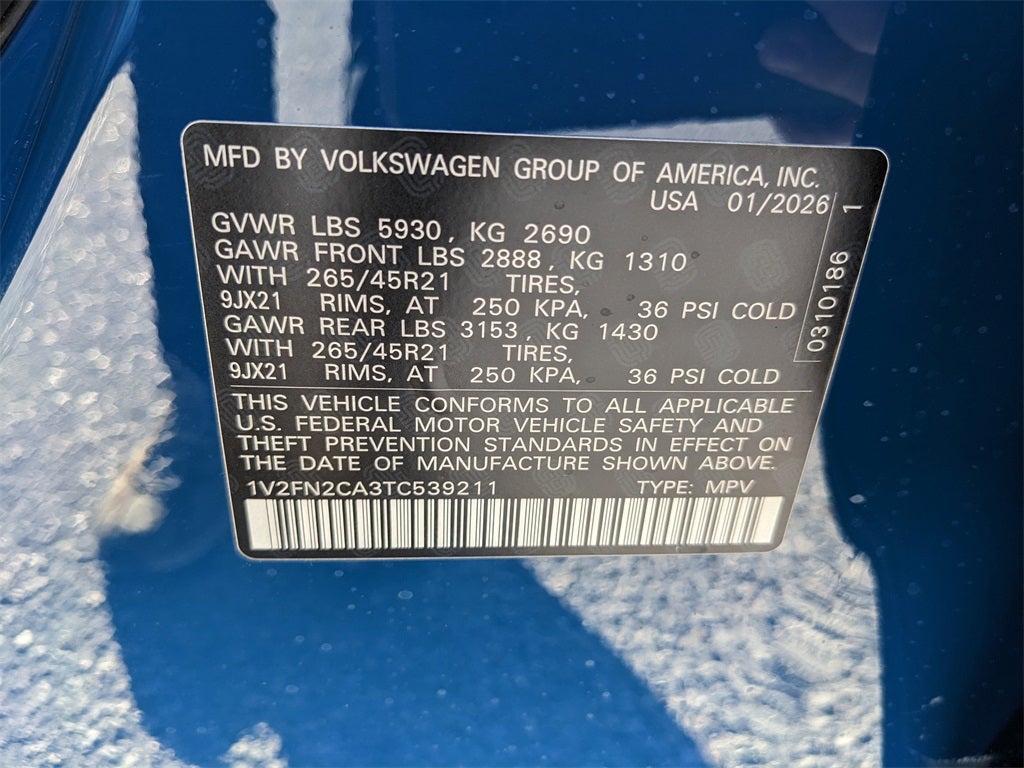 MFD BY VOLKSWAGEN GROUP OF AMERICA, INC.
USA 01/2026
GVWR LBS 5930, KG 2690
GAWR FRONT LBS 2888, KG 1310
WITH 265/45R21 TIRES,
9JX21 RIMS, AT 250 KPA, 36 PSI COLD
GAWR REAR LBS 3153, KG 1430
WITH 265/45R21 TIRES,
9JX21 RIMS, AT 250 KPA, 36 PSI COLD
0310186 1
THIS VEHICLE CONFORMS TO ALL APPLICABLE
U.S. FEDERAL MOTOR VEHICLE SAFETY AND
THEFT PREVENTION STANDARDS IN EFFECT ON
THE DATE OF MANUFACTURE SHOWN ABOVE.
1V2FN2CA3TC539211 TYPE: MPV